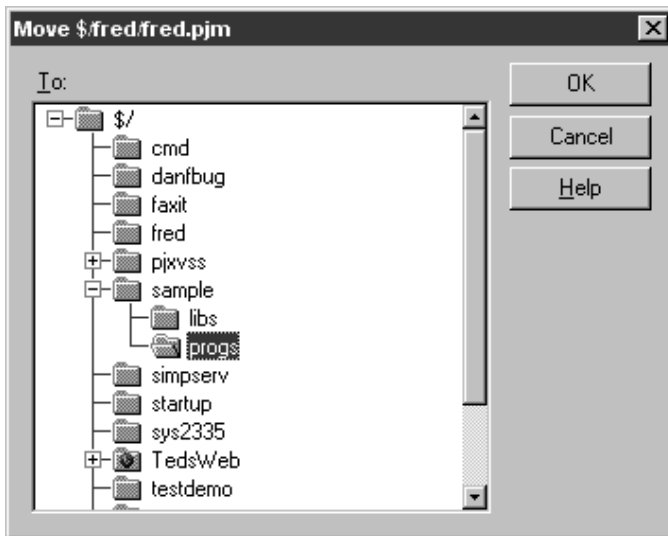 Move $/fred/fred.pjm
To:
OK
Cancel
Help
$/
cmd
danfbug
faxit
fred
pjxvss
sample
libs
progs
simpserv
startup
sys2335
TedsWeb
testdemo